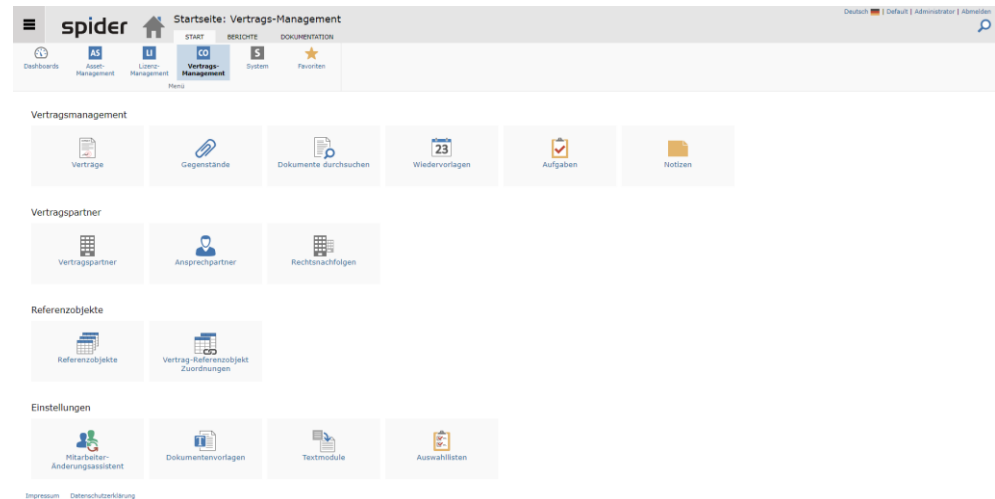 Deutsch | Default | Administrator | Abmelden
spider
Startseite: Vertrags-Management
START BERICHTE DOKUMENTATION
AS LI CO S
Dashboards Asset-Management Lizenz-Management Vertrags-Management System Favoriten
Menü
Vertragsmanagement
23
Verträge Gegenstände Dokumente durchsuchen Wiedervorlagen Aufgaben Notizen
Vertragspartner
Vertragspartner Ansprechpartner Rechtsnachfolgen
Referenzobjekte
Referenzobjekte Vertrag-Referenzobjekt
Zuordnungen
Einstellungen
T
Mitarbeiter- Dokumentenvorlagen Textmodule Auswahllisten
Änderungsassistent
Impressum Datenschutzerklärung